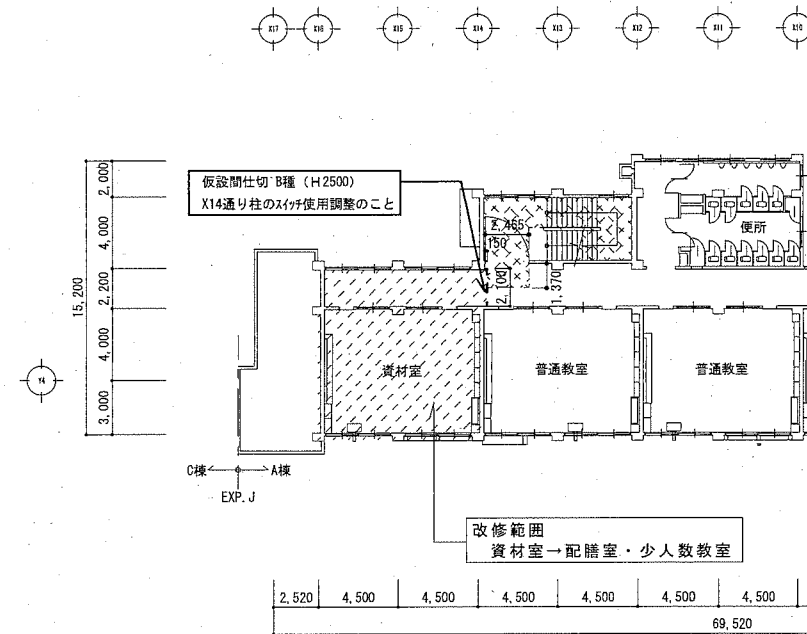 X17 X16 X15 X14 X13 X12 X11 X10
仮設間仕切 B種 (H2500)
X14通り柱のスイッチ使用調整のこと
2,000
4,000
2,200
4,000
3,000
15,200
2,465
150
2,100
1,370
便所
Y4
資材室
普通教室
普通教室
C棟 A棟
EXP.J
改修範囲
資材室→配膳室・少人数教室
2,520 4,500 4,500 4,500 4,500 4,500 4,500
69,520